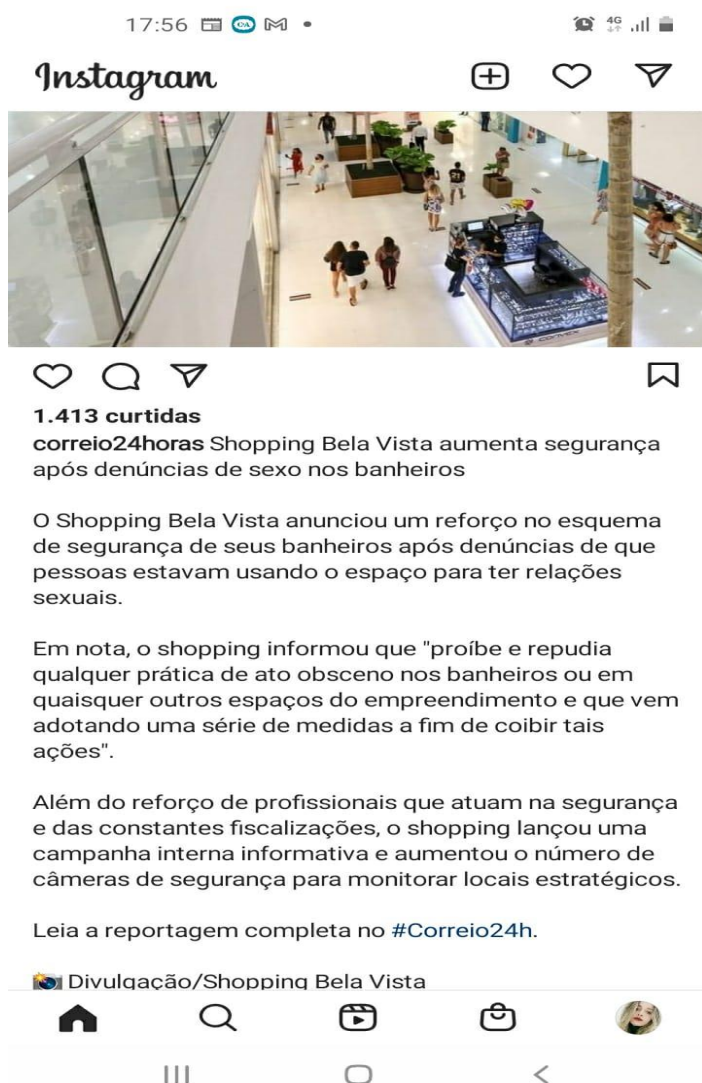 17:56
4G
Instagram
CONVEX
1.413 curtidas
correio24horas Shopping Bela Vista aumenta segurança
após denúncias de sexo nos banheiros
O Shopping Bela Vista anunciou um reforço no esquema
de segurança de seus banheiros após denúncias de que
pessoas estavam usando o espaço para ter relações
sexuais.
Em nota, o shopping informou que "proíbe e repudia
qualquer prática de ato obsceno nos banheiros ou em
quaisquer outros espaços do empreendimento e que vem
adotando uma série de medidas a fim de coibir tais
ações".
Além do reforço de profissionais que atuam na segurança
e das constantes fiscalizações, o shopping lançou uma
campanha interna informativa e aumentou o número de
câmeras de segurança para monitorar locais estratégicos.
Leia a reportagem completa no #Correio24h.
Divulgação/Shopping Bela Vista